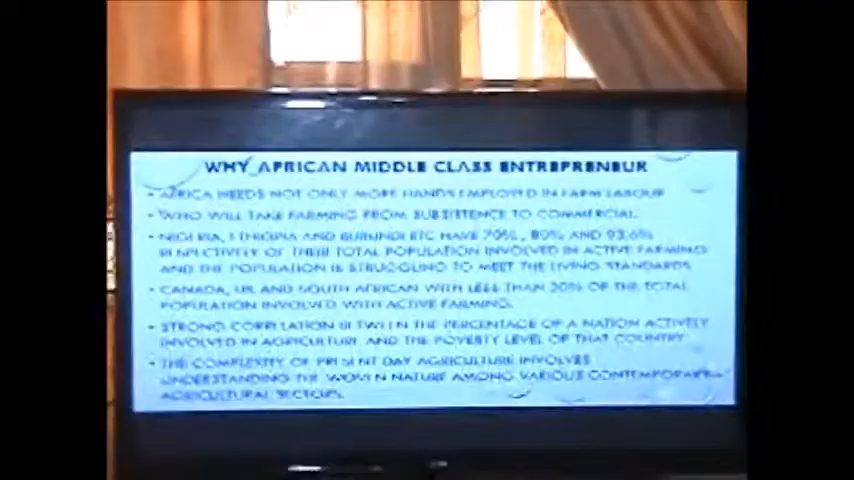 WHY AFRICAN MIDDLE CLASS ENTREPRENEUR
• AFRICA NEEDS NOT ONLY MORE HANDS EMPLOYED IN FARM LABOUR
• WHO WILL TAKE FARMING FROM SUBSISTENCE TO COMMERCIAL.
• NIGERIA, ETHIOPIA AND BURUNDI ETC HAVE 70%, 80% AND 93.6%
RESPECTIVELY OF THEIR TOTAL POPULATION INVOLVED IN ACTIVE FARMING
AND THE POPULATION IS STRUGGLING TO MEET THE LIVING STANDARDS
• CANADA, UK AND SOUTH AFRICAN WITH LESS THAN 20% OF THE TOTAL
POPULATION INVOLVED WITH ACTIVE FARMING.
• STRONG CORRELATION BETWEEN THE PERCENTAGE OF A NATION ACTIVELY
INVOLVED IN AGRICULTURE AND THE POVERTY LEVEL OF THAT COUNTRY
• THE COMPLEXITY OF PRESENT DAY AGRICULTURE INVOLVES
UNDERSTANDING THE WOVEN NATURE AMONG VARIOUS CONTEMPORARY
AGRICULTURAL SECTORS.